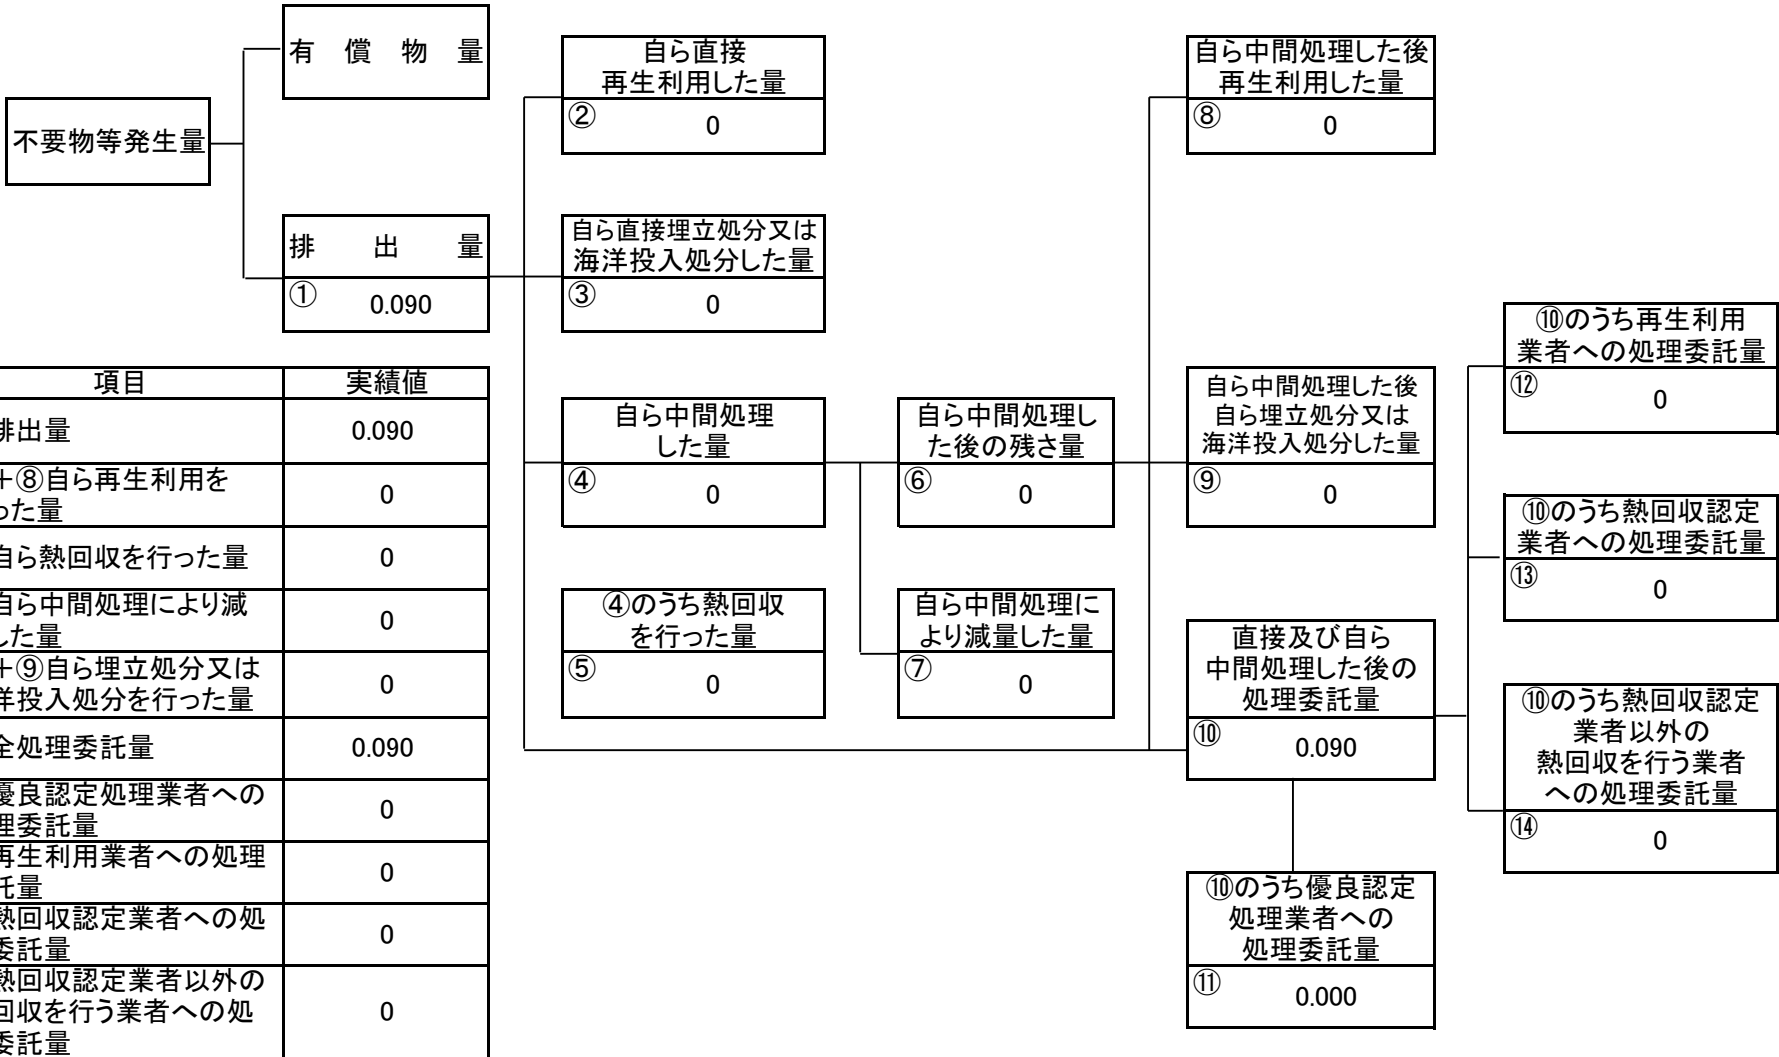 有償物量
不要物等発生量
排出量
① 0.090
自ら直接
再生利用した量
② 0
自ら直接埋立処分又は
海洋投入処分した量
③ 0
自ら中間処理
した量
④ 0
④のうち熱回収
を行った量
⑤ 0
自ら中間処理し
た後の残さ量
⑥ 0
自ら中間処理に
より減量した量
⑦ 0
自ら中間処理した後
再生利用した量
⑧ 0
自ら中間処理した後
自ら埋立処分又は
海洋投入処分した量
⑨ 0
直接及び自ら
中間処理した後の
処理委託量
⑩ 0.090
⑩のうち優良認定
処理業者への
処理委託量
⑪ 0.000
⑩のうち再生利用
業者への処理委託量
⑫ 0
⑩のうち熱回収認定
業者への処理委託量
⑬ 0
⑩のうち熱回収認定
業者以外の
熱回収を行う業者
への処理委託量
⑭ 0
項目 実績値
排出量 0.090
+⑧自ら再生利用を
った量 0
自ら熱回収を行った量 0
自ら中間処理により減
した量 0
+⑨自ら埋立処分又は
洋投入処分を行った量 0
全処理委託量 0.090
優良認定処理業者への
理委託量 0
再生利用業者への処理
託量 0
熱回収認定業者への処
委託量 0
熱回収認定業者以外の
回収を行う業者への処
委託量 0